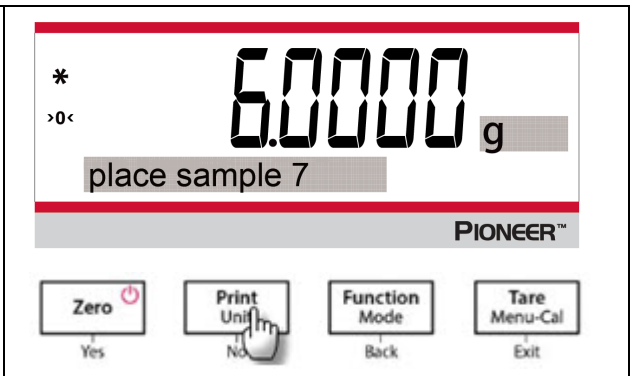 *
>0<
6.0000 g
place sample 7
PIONEER™
Zero
Yes
Print
Unit
No
Function
Mode
Back
Tare
Menu-Cal
Exit